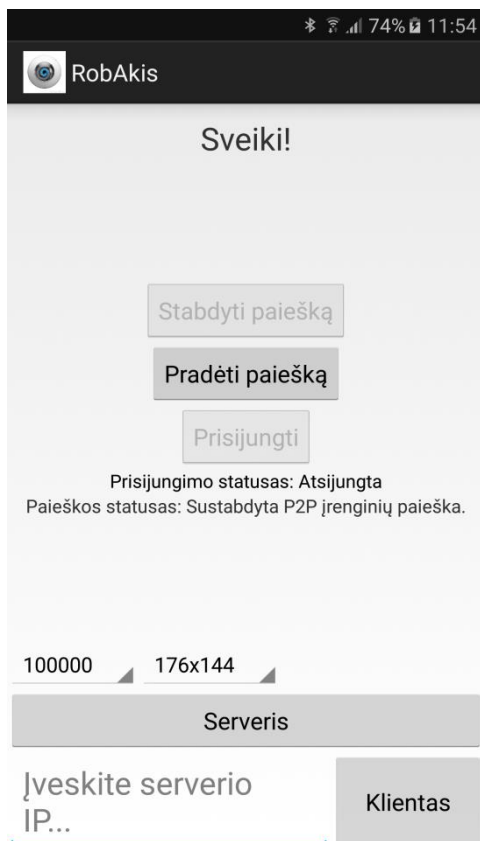 74% 11:54
RobAkis
Sveiki!
Stabdyti paiešką
Pradėti paiešką
Prisijungti
Prisijungimo statusas: Atsijungta
Paieškos statusas: Sustabdyta P2P įrenginių paieška.
100000 176x144
Serveris
Įveskite serverio
IP...
Klientas